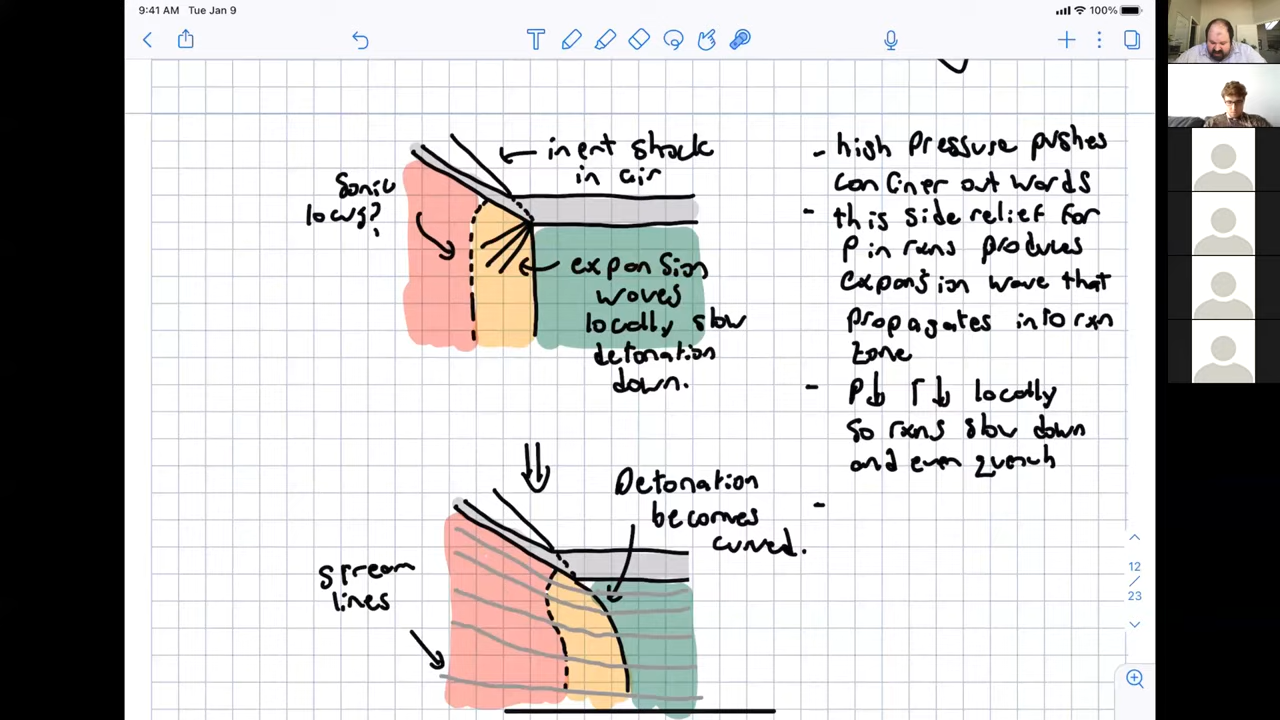 9:41 AM Tue Jan 9
100%
inert shock
in air
Sonic
locus?
expansion
waves
locally slow
detonation
down.
- high Pressure pushes
confiner outwards
- this side relief for
P in rxns produces
expansion wave that
propagates into rxn
zone
- P↓ T↓ locally
so rxns slow down
and even quench
-
Detonation
becomes
curved.
stream
lines
12
/
23